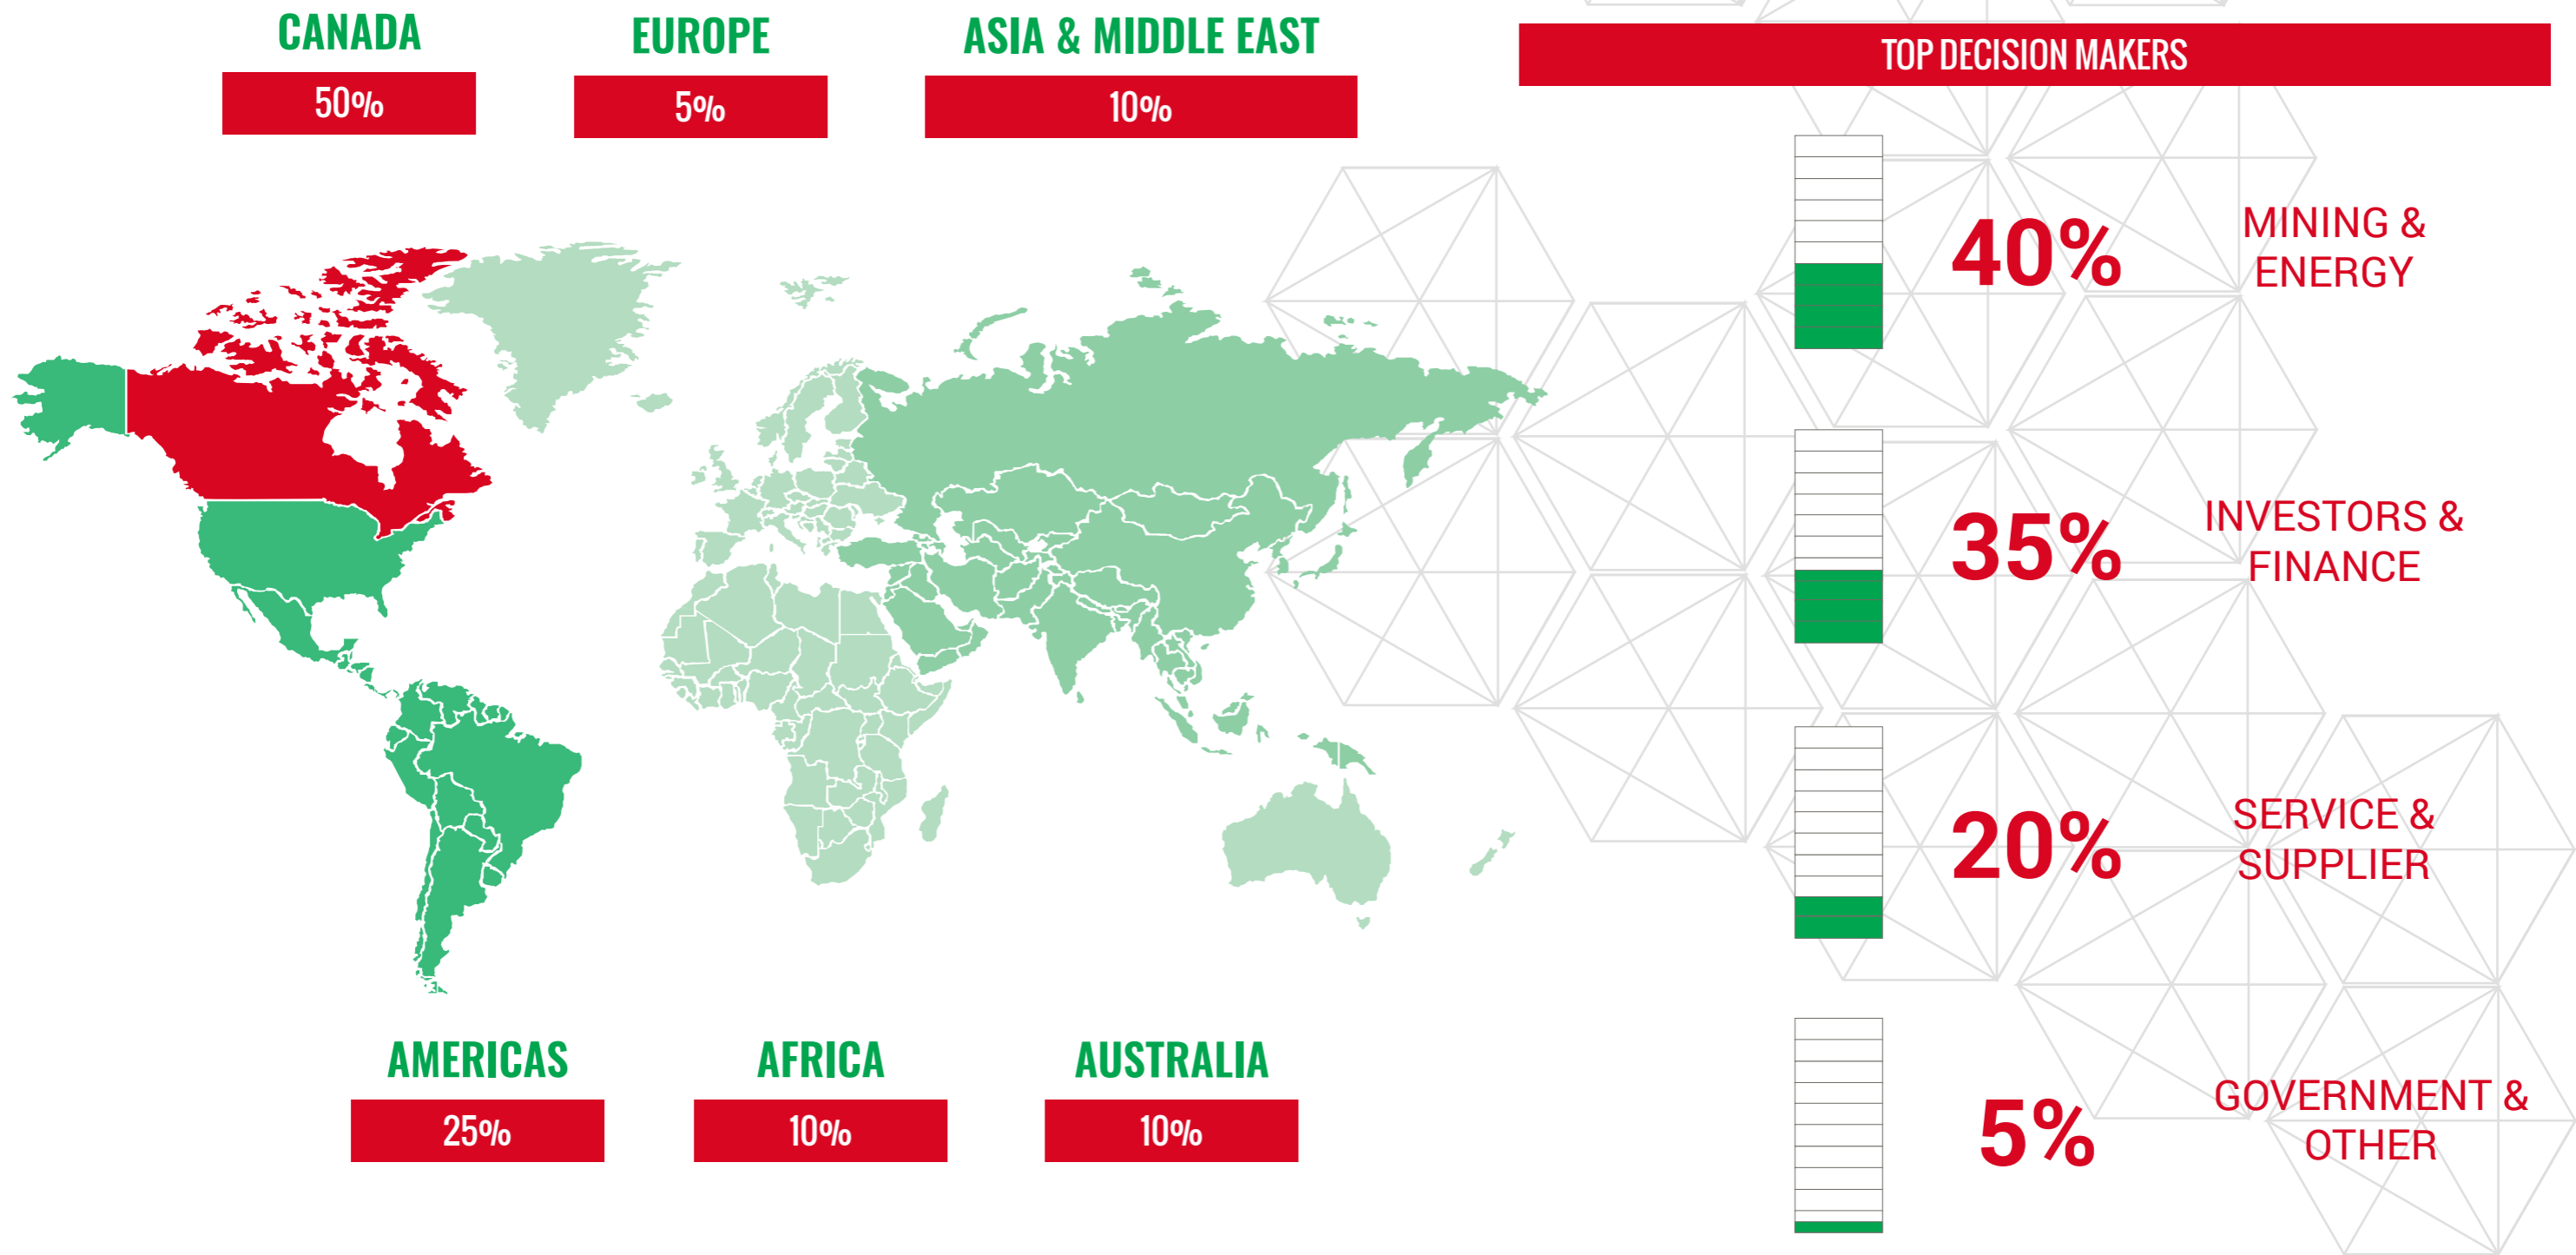 CANADA
50%
EUROPE
5%
ASIA & MIDDLE EAST
10%
AMERICAS
25%
AFRICA
10%
AUSTRALIA
10%
TOP DECISION MAKERS
40%
MINING &
ENERGY
35%
INVESTORS &
FINANCE
20%
SERVICE &
SUPPLIER
5%
GOVERNMENT &
OTHER